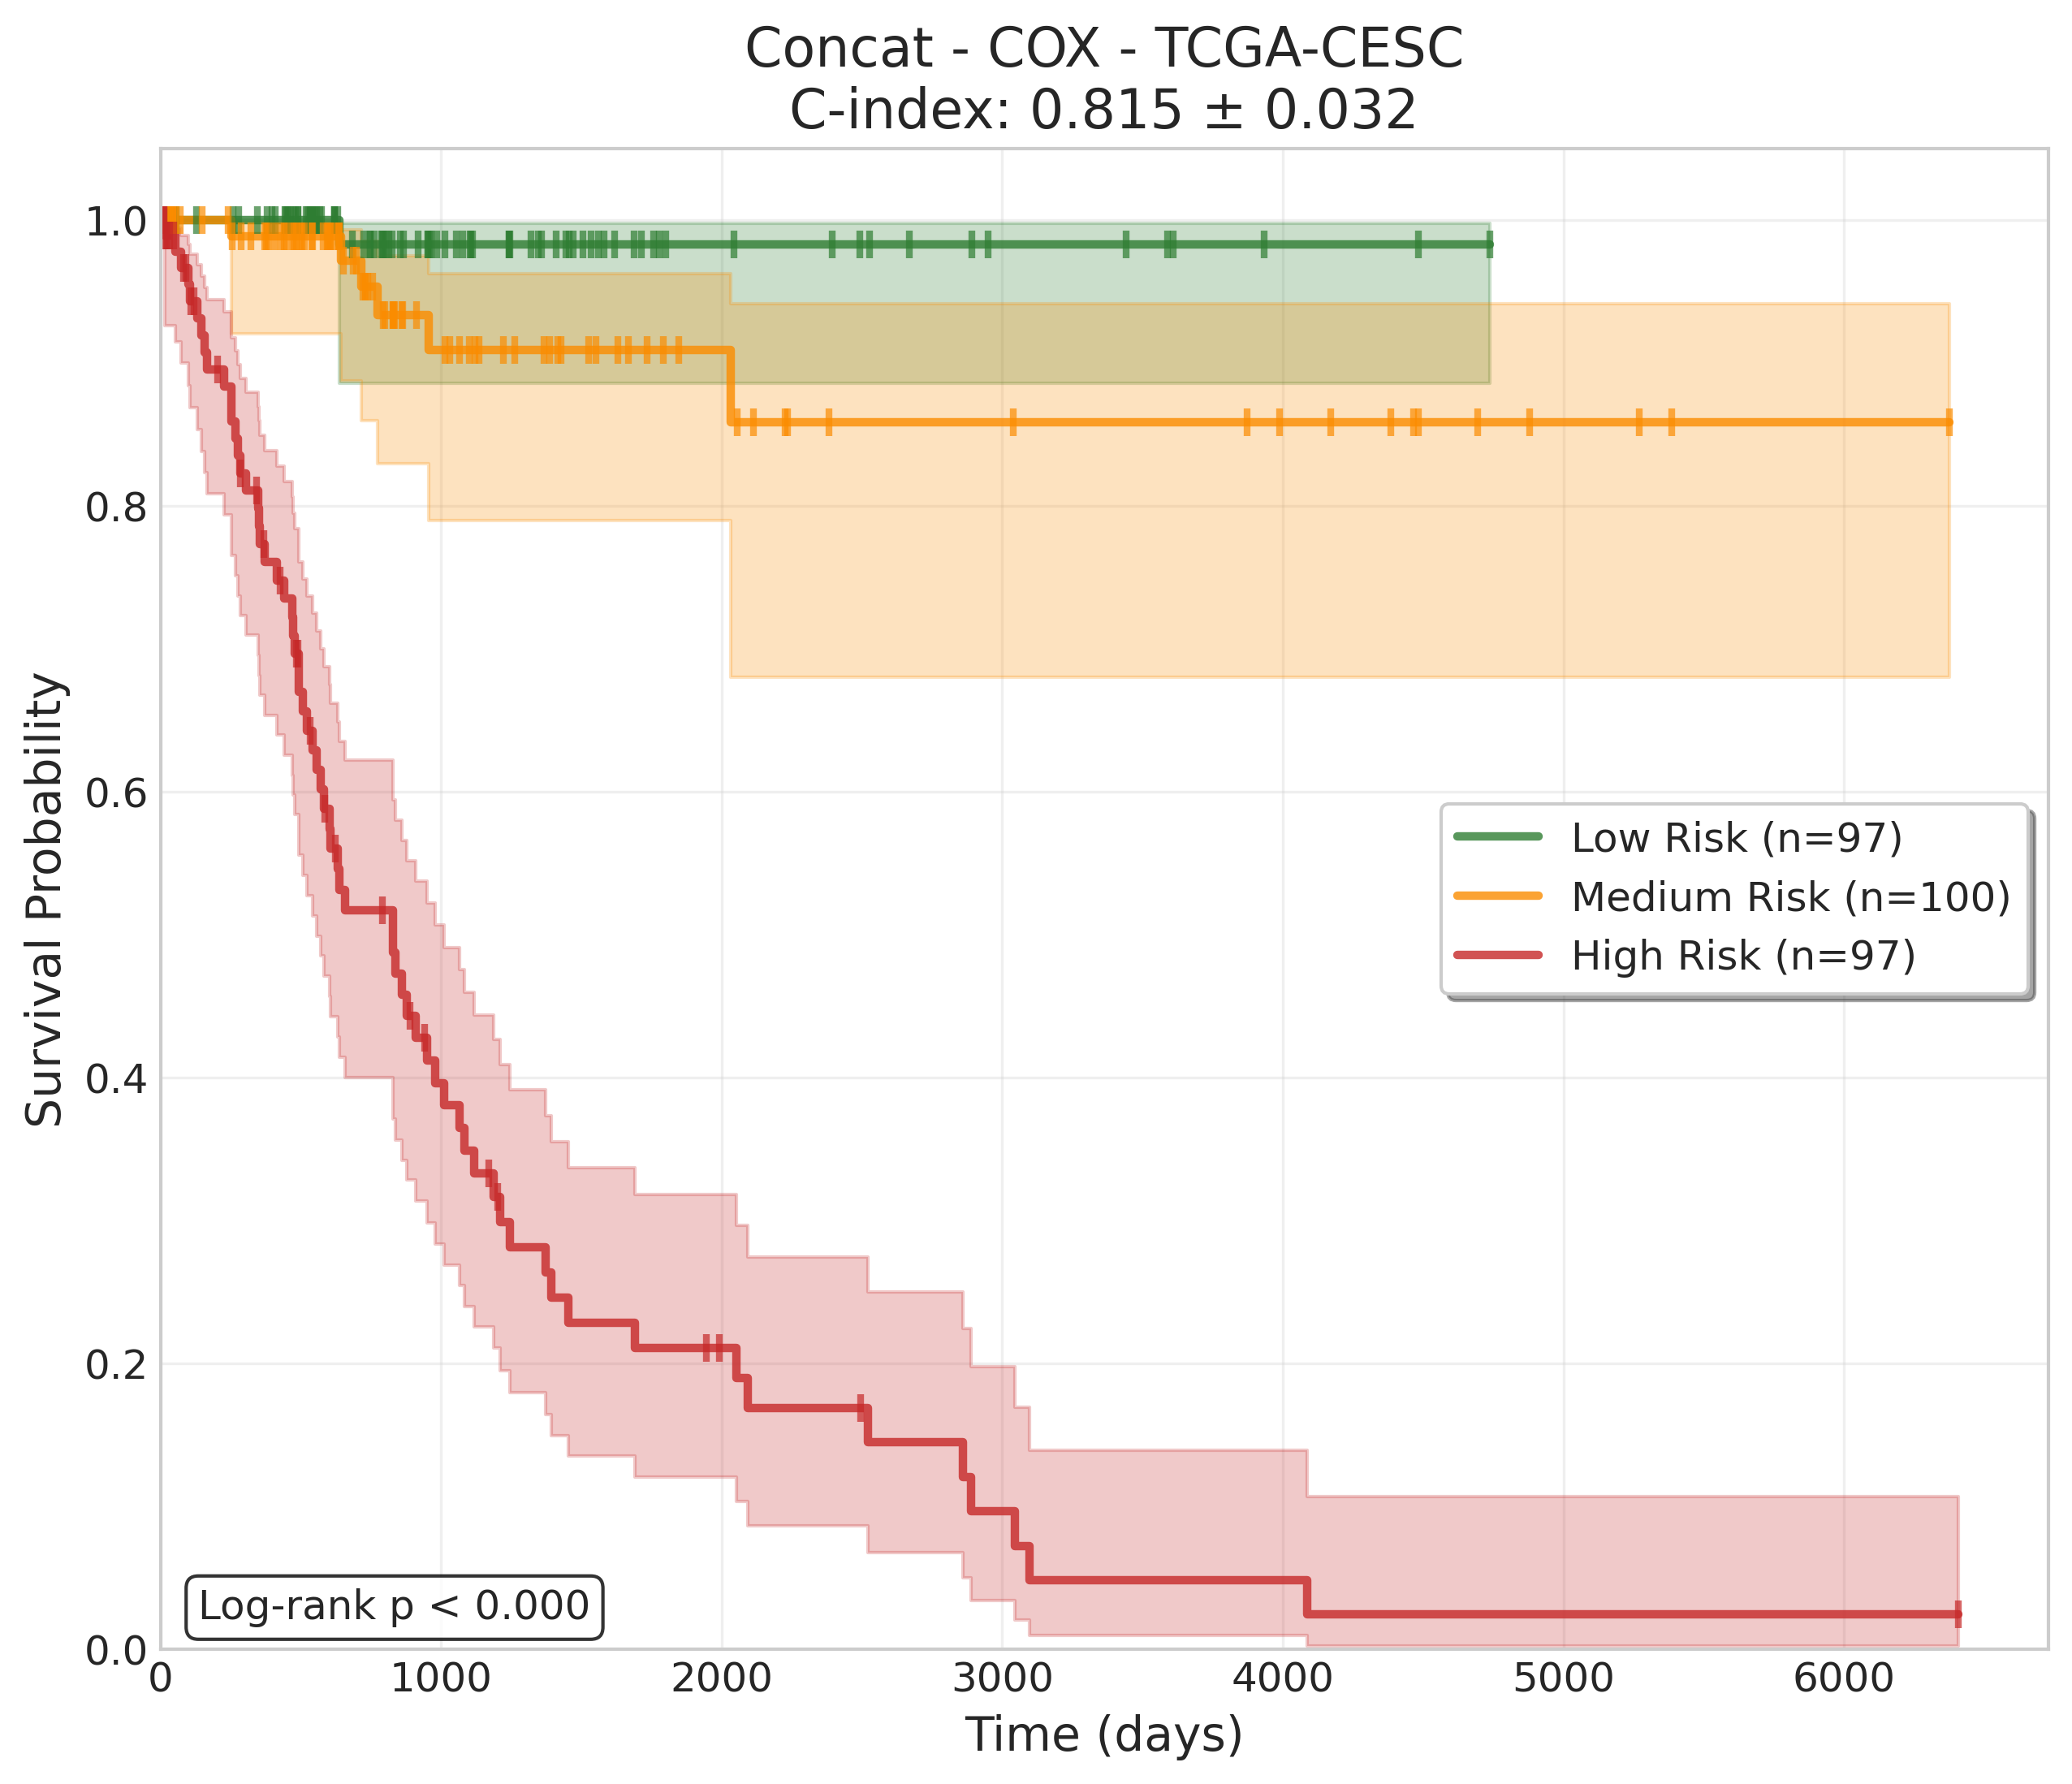 Concat - COX - TCGA-CESC
C-index: 0.815 ± 0.032
Survival Probability
1.0
0.8
0.6
0.4
0.2
0.0
Low Risk (n=97)
Medium Risk (n=100)
High Risk (n=97)
Log-rank p < 0.000
0 1000 2000 3000 4000 5000 6000
Time (days)